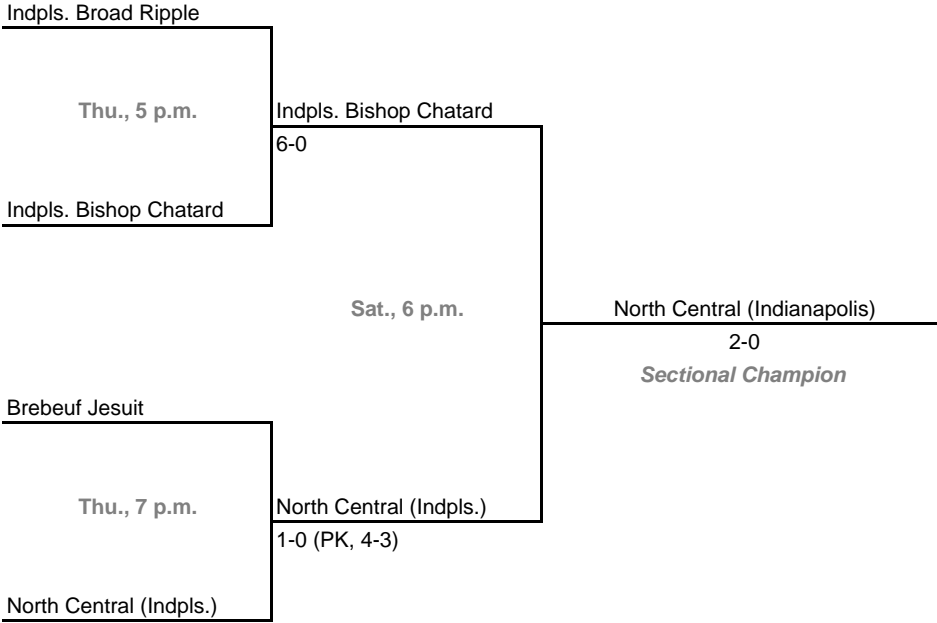 Indpls. Broad Ripple
Thu., 5 p.m.
Indpls. Bishop Chatard
6-0
Indpls. Bishop Chatard
Sat., 6 p.m.
North Central (Indianapolis)
2-0
Sectional Champion
Brebeuf Jesuit
Thu., 7 p.m.
North Central (Indpls.)
1-0 (PK, 4-3)
North Central (Indpls.)